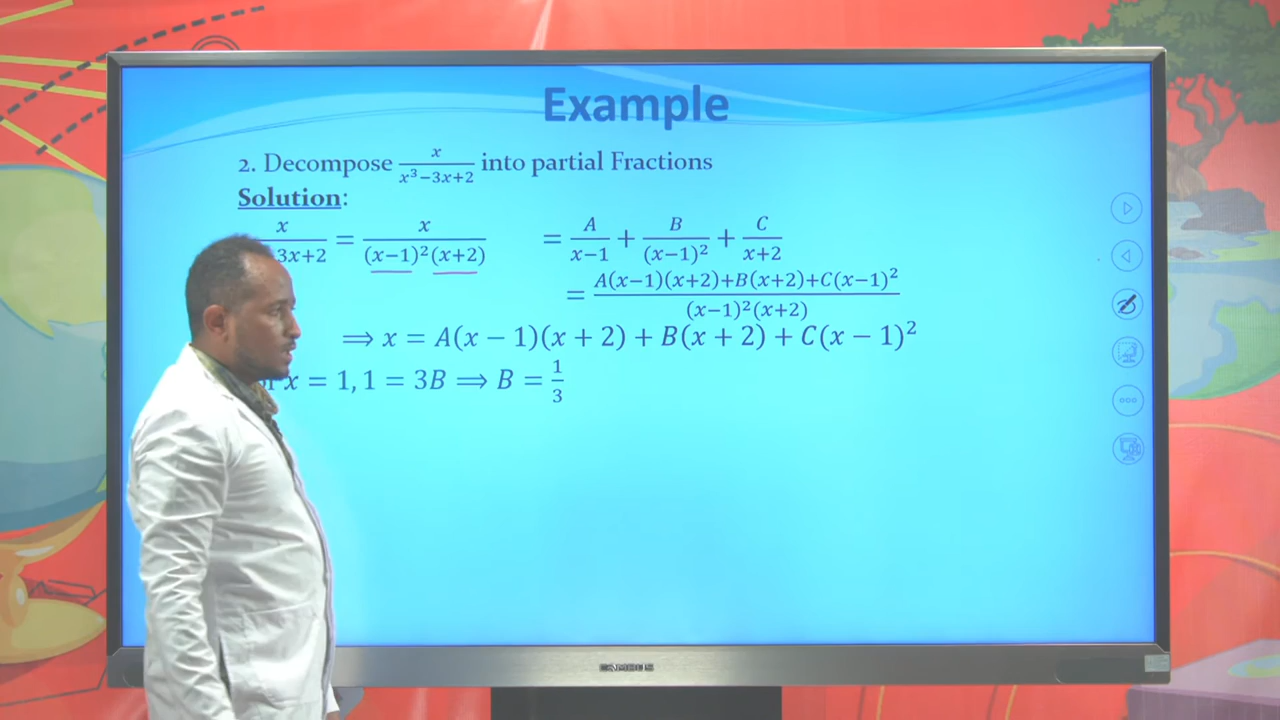 Example
2. Decompose x/(x³−3x+2) into partial Fractions
Solution:
x/(3x+2) = x/((x−1)²(x+2)) = A/(x−1) + B/(x−1)² + C/(x+2)
= (A(x−1)(x+2)+B(x+2)+C(x−1)²)/((x−1)²(x+2))
⟹ x = A(x − 1)(x + 2) + B(x + 2) + C(x − 1)²
x = 1, 1 = 3B ⟹ B = 1/3